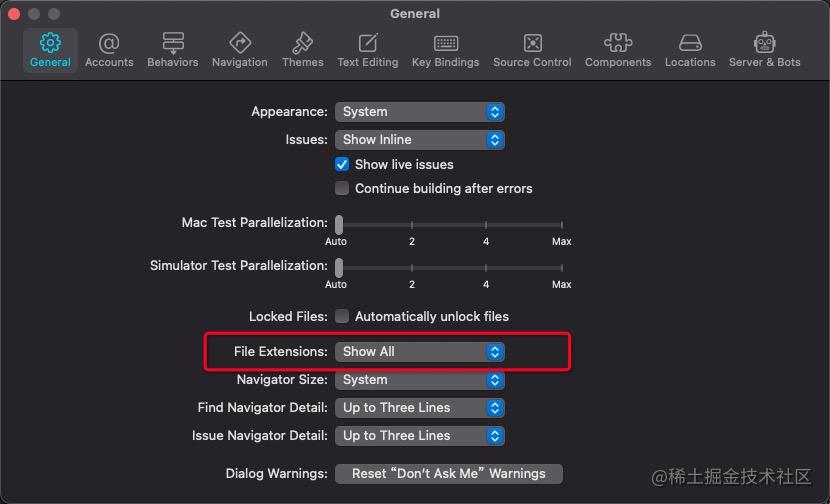 General
General Accounts Behaviors Navigation Themes Text Editing Key Bindings Source Control Components Locations Server & Bots
Appearance: System
Issues: Show Inline
Show live issues
Continue building after errors
Mac Test Parallelization:
Auto 2 4 Max
Simulator Test Parallelization:
Auto 2 4 Max
Locked Files: Automatically unlock files
File Extensions: Show All
Navigator Size: System
Find Navigator Detail: Up to Three Lines
Issue Navigator Detail: Up to Three Lines
Dialog Warnings: Reset “Don’t Ask Me” Warnings
@稀土掘金技术社区